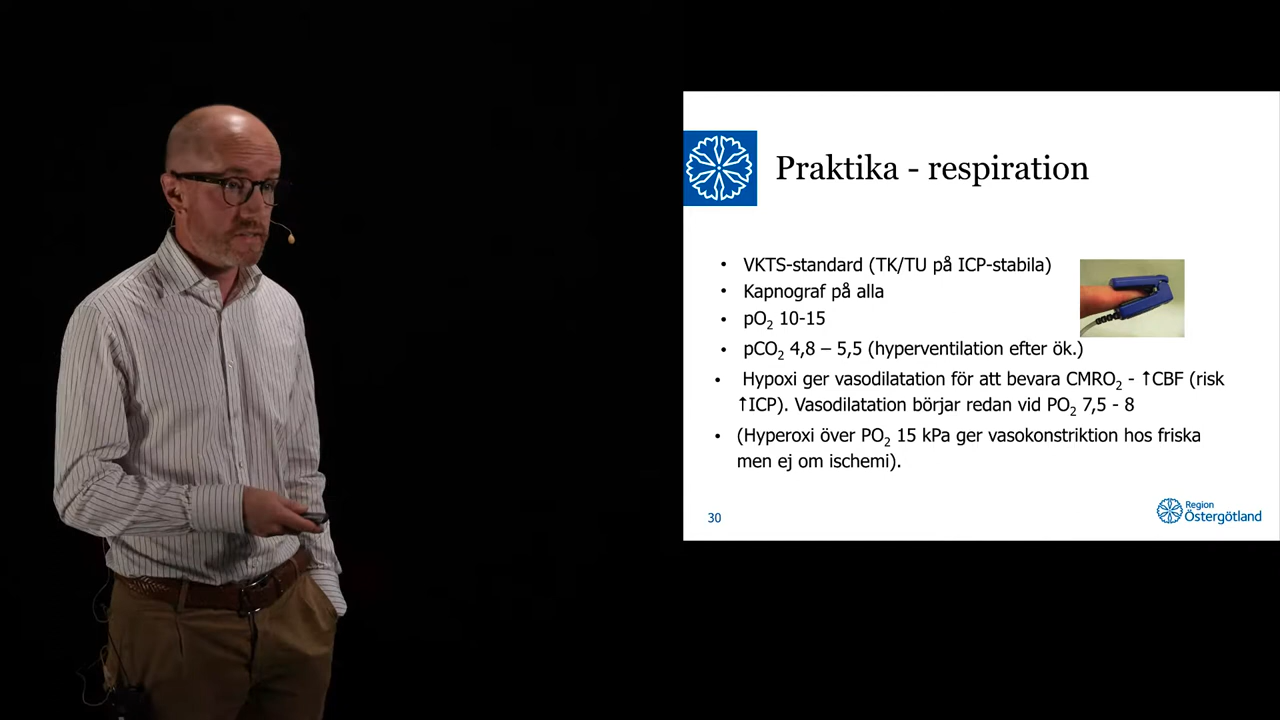 Praktika - respiration
• VKTS-standard (TK/TU på ICP-stabila)
• Kapnograf på alla
• pO₂ 10-15
• pCO₂ 4,8 – 5,5 (hyperventilation efter ök.)
• Hypoxi ger vasodilatation för att bevara CMRO₂ - ↑CBF (risk
↑ICP). Vasodilatation börjar redan vid PO₂ 7,5 - 8
• (Hyperoxi över PO₂ 15 kPa ger vasokonstriktion hos friska
men ej om ischemi).
30
Region
Östergötland